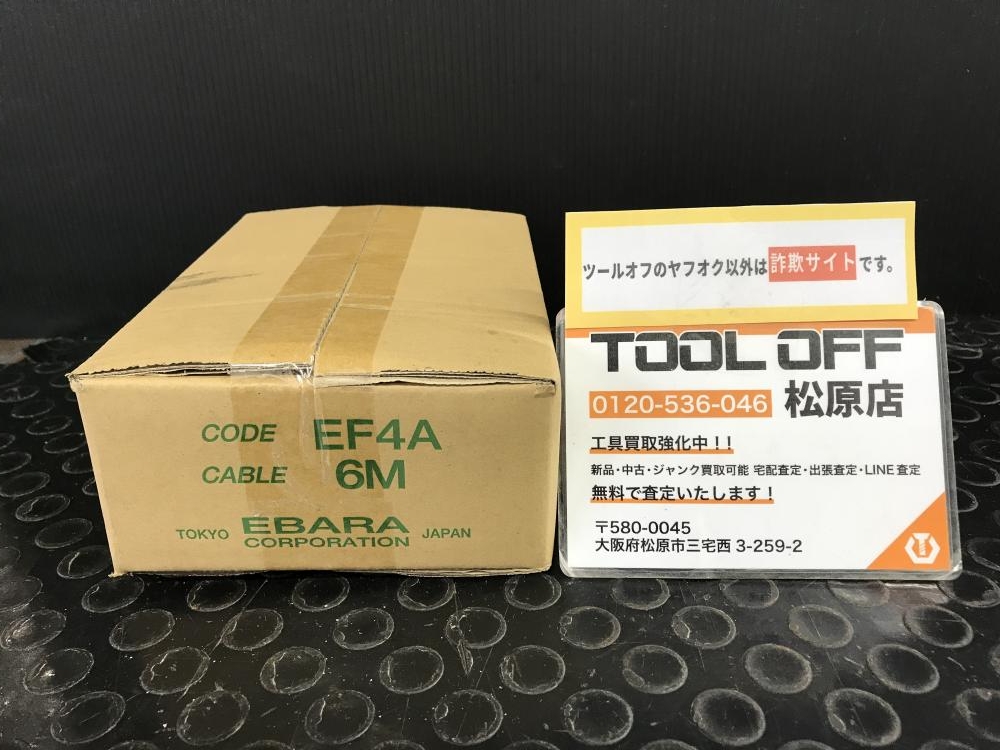 CODE EF4A
CABLE 6M
TOKYO EBARA CORPORATION JAPAN
ツールオフのヤフオク以外は詐欺サイトです。
TOOL OFF
0120-536-046 松原店
工具買取強化中!!
新品・中古・ジャンク買取可能 宅配査定・出張査定・LINE査定
無料で査定いたします!
〒580-0045
大阪府松原市三宅西 3-259-2